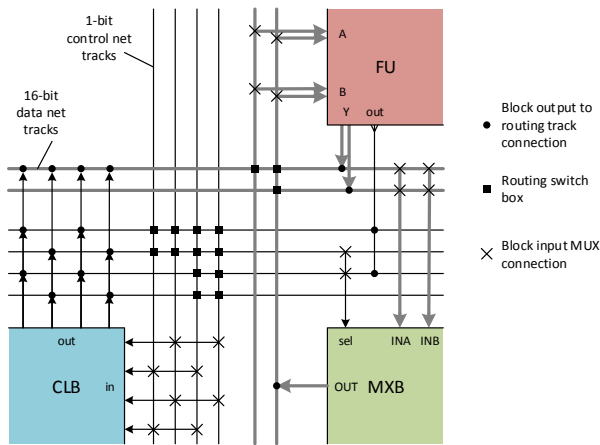 1-bit
control net
tracks
16-bit
data net
tracks
A
B
FU
Y out
Block output to
routing track
connection
Routing switch
box
Block input MUX
connection
out
CLB
in
sel INA INB
OUT MXB